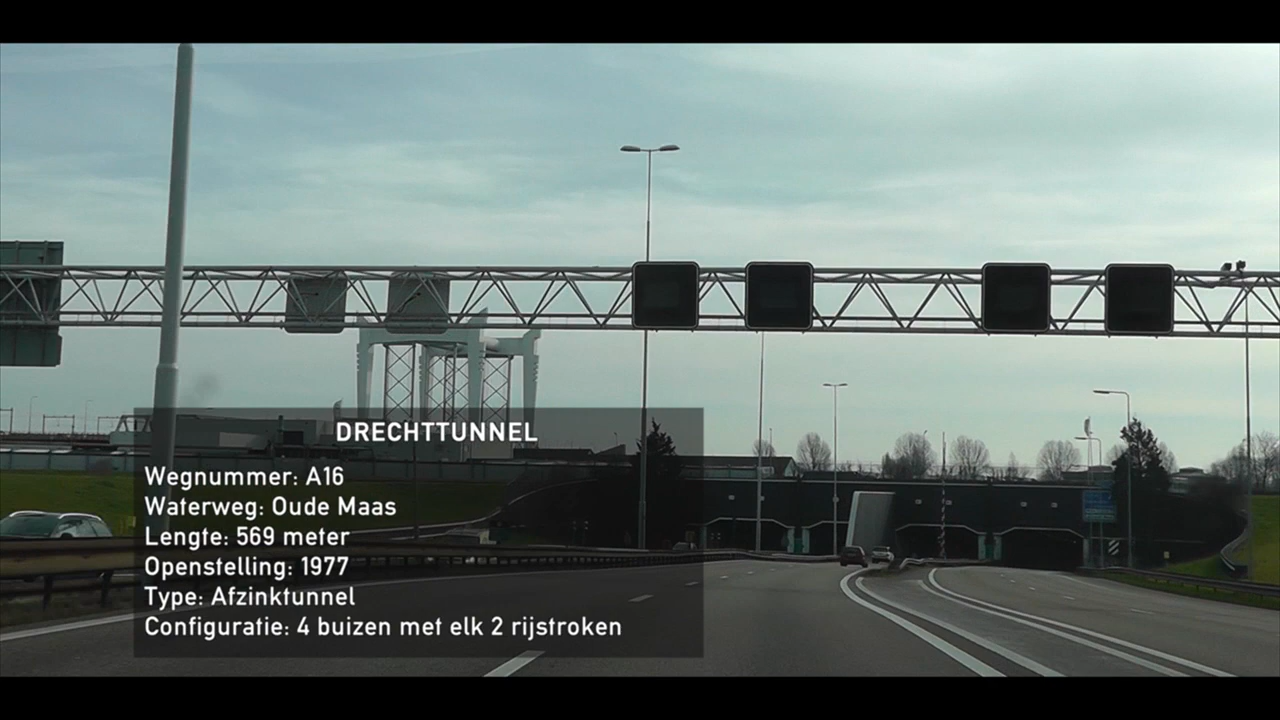 DRECHTTUNNEL
Wegnummer: A16
Waterweg: Oude Maas
Lengte: 569 meter
Openstelling: 1977
Type: Afzinktunnel
Configuratie: 4 buizen met elk 2 rijstroken